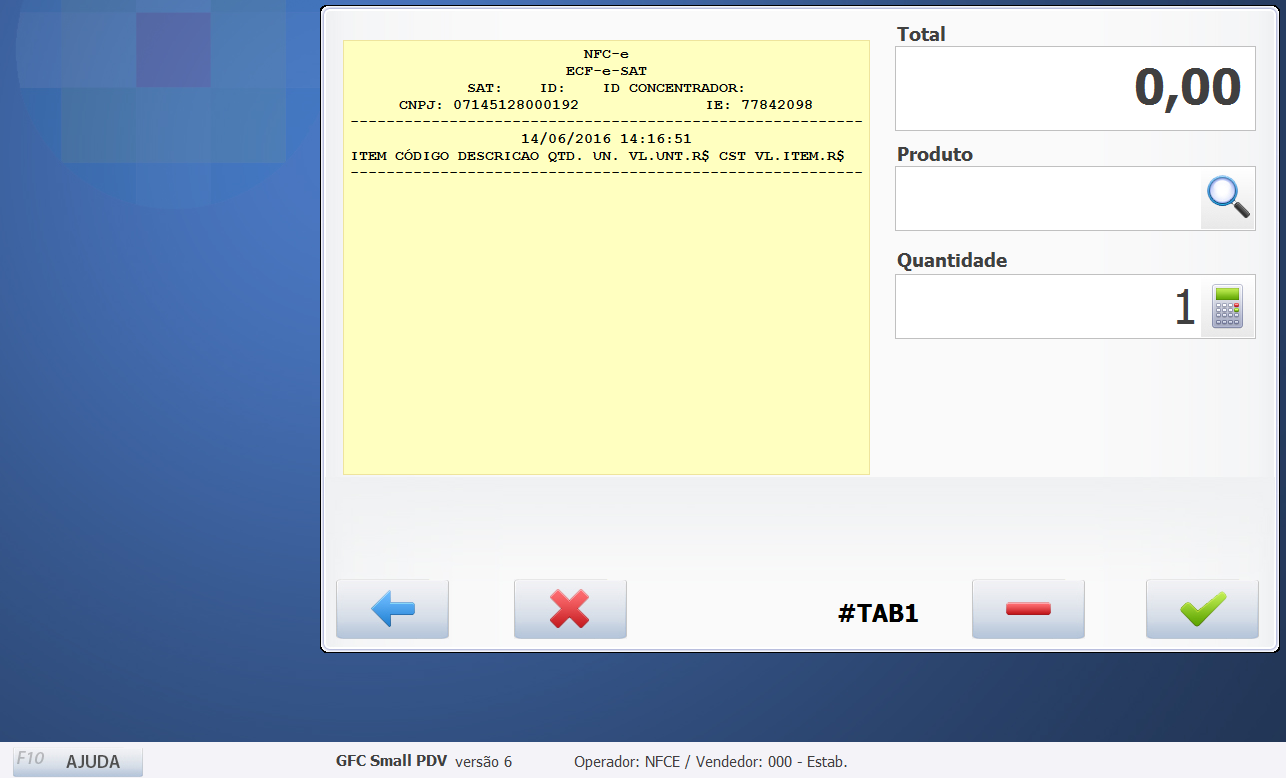 NFC-e
ECF-e-SAT
SAT: ID: ID CONCENTRADOR:
CNPJ: 07145128000192 IE: 77842098
14/06/2016 14:16:51
ITEM CÓDIGO DESCRICAO QTD. UN. VL.UNT.R$ CST VL.ITEM.R$
Total
0,00
Produto
Quantidade
1
#TAB1
F10 AJUDA
GFC Small PDV versão 6
Operador: NFCE / Vendedor: 000 - Estab.